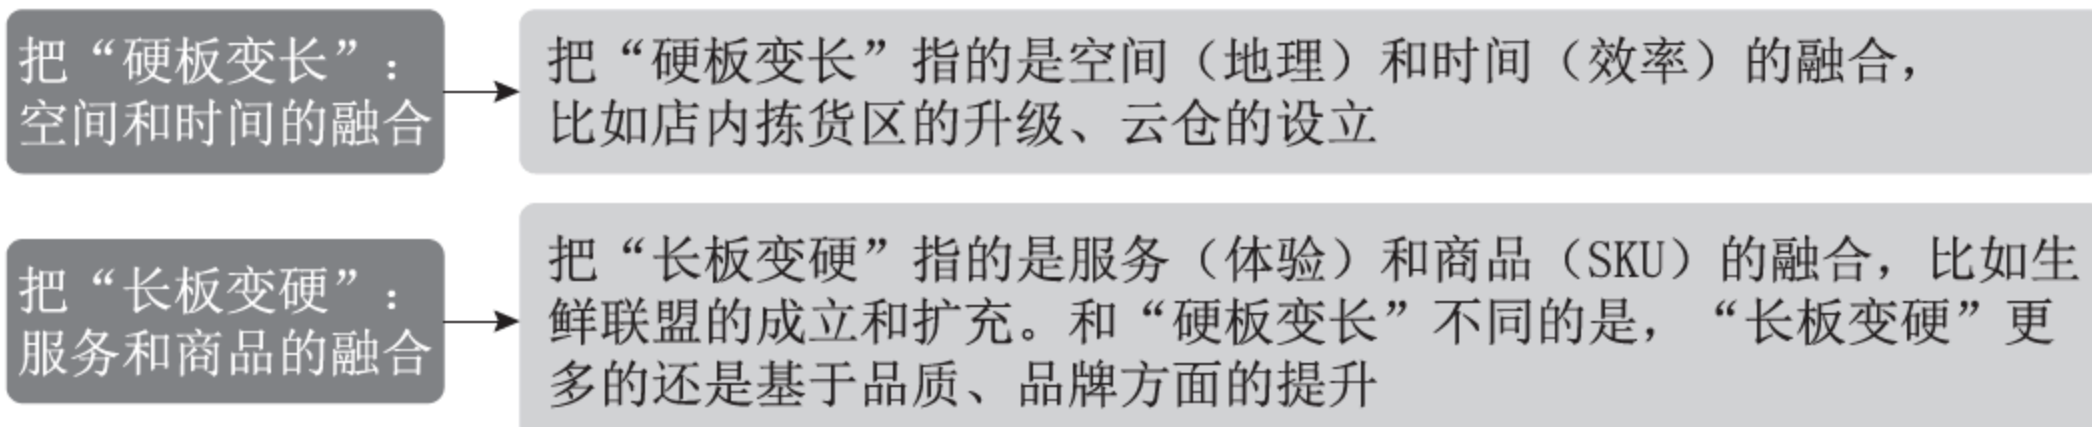 把“硬板变长”：
空间和时间的融合
把“硬板变长”指的是空间（地理）和时间（效率）的融合，
比如店内拣货区的升级、云仓的设立
把“长板变硬”：
服务和商品的融合
把“长板变硬”指的是服务（体验）和商品（SKU）的融合，比如生
鲜联盟的成立和扩充。和“硬板变长”不同的是，“长板变硬”更
多的还是基于品质、品牌方面的提升